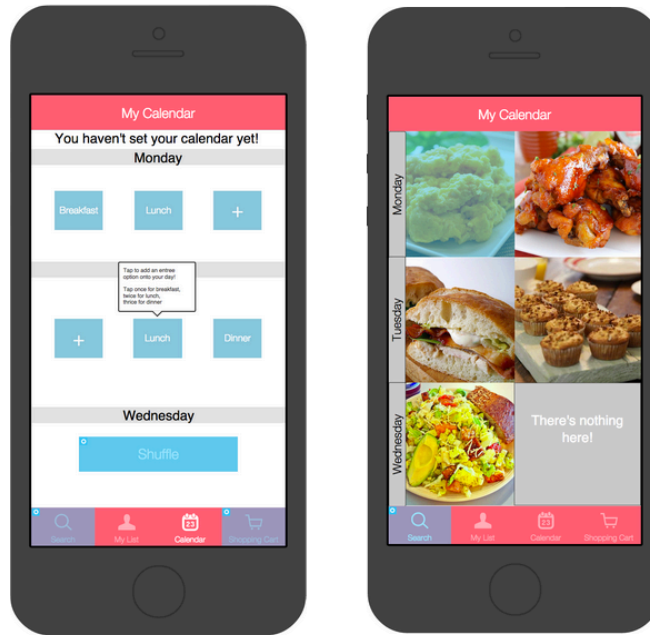 My Calendar
You haven't set your calendar yet!
Monday
Breakfast
Lunch
+
Tap to add an entree
option onto your day!
Tap once for breakfast,
twice for lunch,
thrice for dinner
+
Lunch
Dinner
Wednesday
Shuffle
Search
My List
23
Calendar
Shopping Cart
My Calendar
Monday
Tuesday
Wednesday
There's nothing
here!
Search
My List
23
Calendar
Shopping Cart